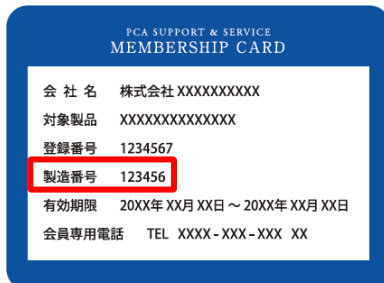 PCA SUPPORT & SERVICE
MEMBERSHIP CARD
会 社 名 株式会社 XXXXXXXXXX
対象製品 XXXXXXXXXXXXXX
登録番号 1234567
製造番号 123456
有効期限 20XX年 XX月 XX日 ～ 20XX年 XX月 XX日
会員専用電話 TEL XXXX - XXX - XXX XX